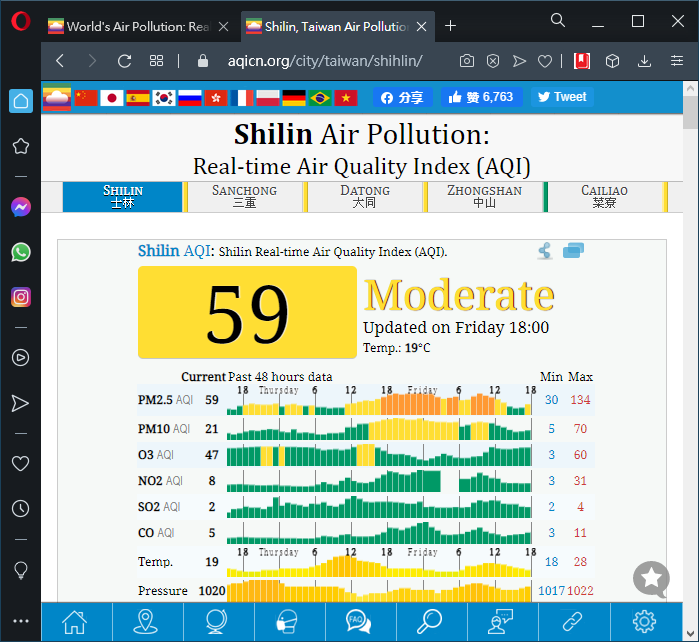 World's Air Pollution: Rea
Shilin, Taiwan Air Pollutio
aqicn.org/city/taiwan/shihlin/
分享
赞 6,763
Tweet
Shilin Air Pollution:
Real-time Air Quality Index (AQI)
Shilin
士林
Sanchong
三重
Datong
大同
Zhongshan
中山
Cailiao
菜寮
Shilin AQI: Shilin Real-time Air Quality Index (AQI).
59
Moderate
Updated on Friday 18:00
Temp.: 19°C
Current Past 48 hours data Min Max
18 Thursday 6 12 18 Friday 6 12 18
PM2.5 AQI 59 30 134
PM10 AQI 21 5 70
O3 AQI 47 3 60
NO2 AQI 8 3 31
SO2 AQI 2 2 4
CO AQI 5 3 11
18 Thursday 6 12 18 Friday 6 12 18
Temp. 19 18 28
Pressure 1020 1017 1022
FAQ